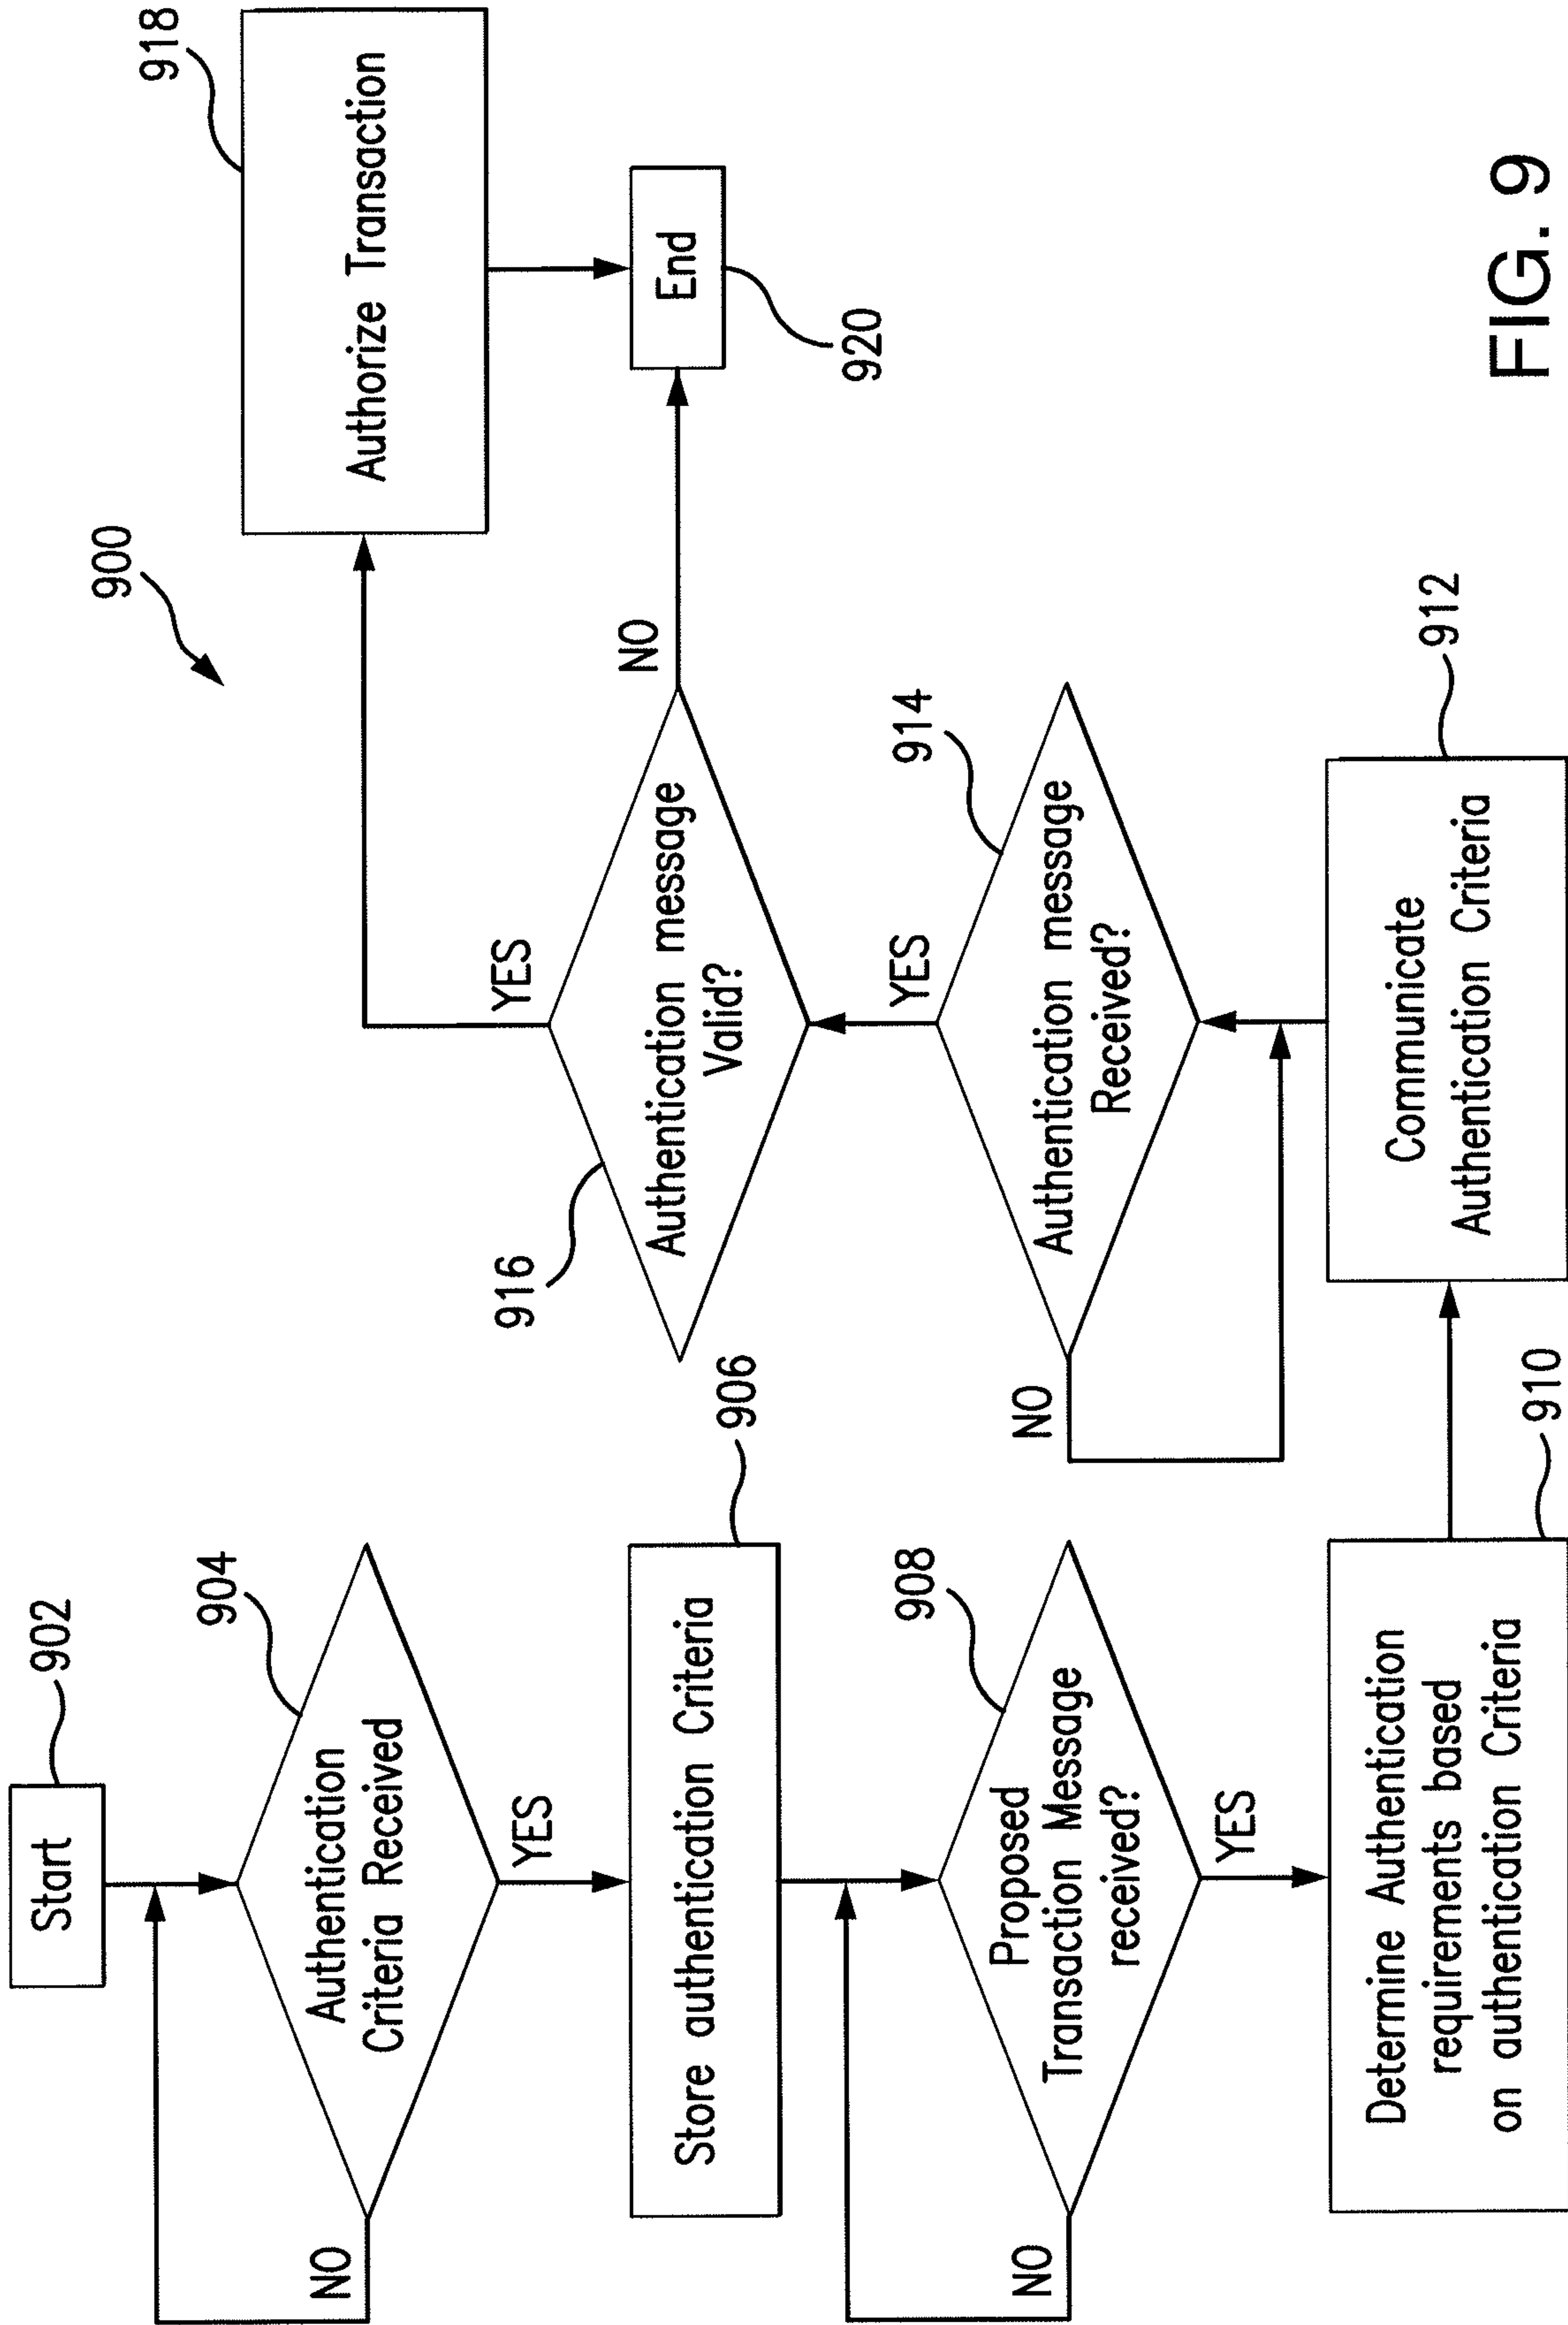 900
Start
902
904
Authentication
Criteria Received
NO
YES
906
Store authentication Criteria
908
Proposed
Transaction Message
received?
NO
YES
Determine Authentication
requirements based
on authentication Criteria
910
Communicate
Authentication Criteria
912
914
Authentication message
Received?
NO
YES
916
Authentication message
Valid?
YES
NO
918
Authorize Transaction
End
920
FIG. 9